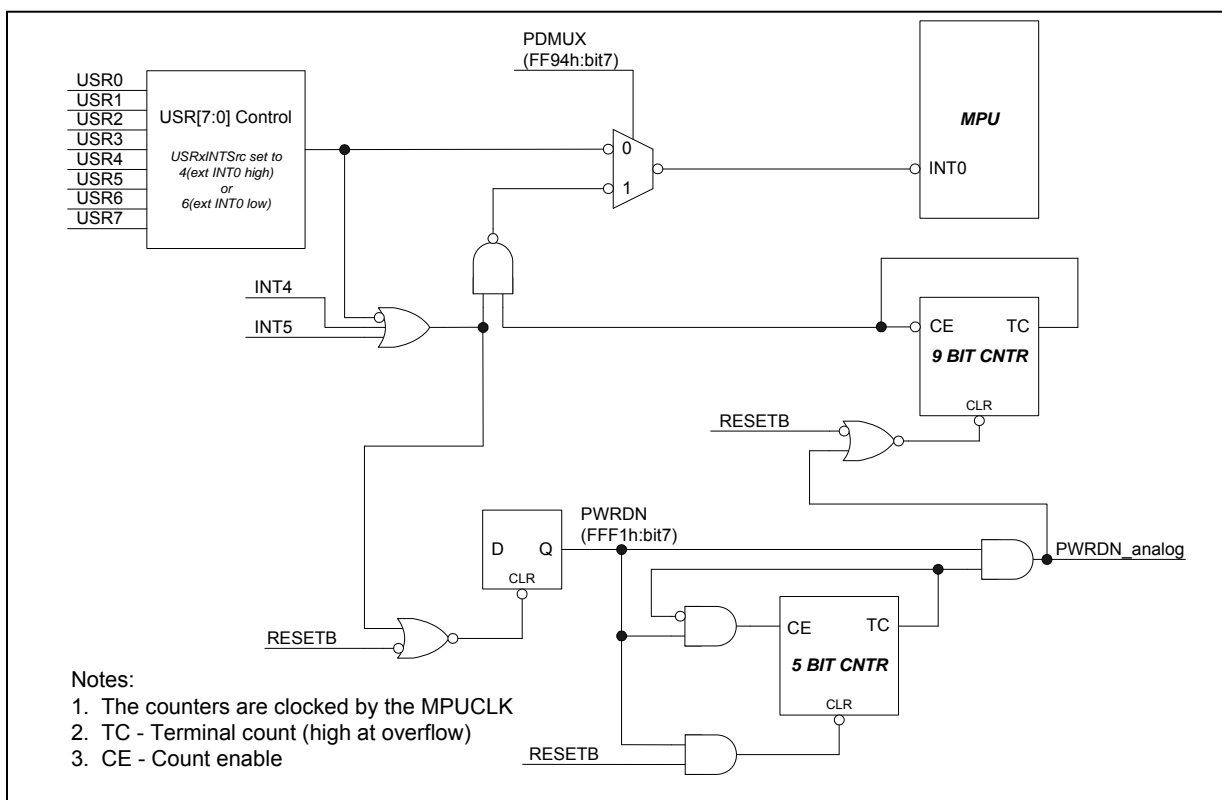 PDMUX
(FF94h:bit7)
USR0
USR1
USR2
USR3
USR4
USR5
USR6
USR7
USR[7:0] Control
USRxINTSrc set to
4(ext INT0 high)
or
6(ext INT0 low)
0
1
MPU
INT0
INT4
INT5
CE
TC
9 BIT CNTR
CLR
RESETB
PWRDN
(FFF1h:bit7)
D
Q
CLR
PWRDN_analog
RESETB
CE
TC
5 BIT CNTR
CLR
RESETB
Notes:
1. The counters are clocked by the MPUCLK
2. TC - Terminal count (high at overflow)
3. CE - Count enable